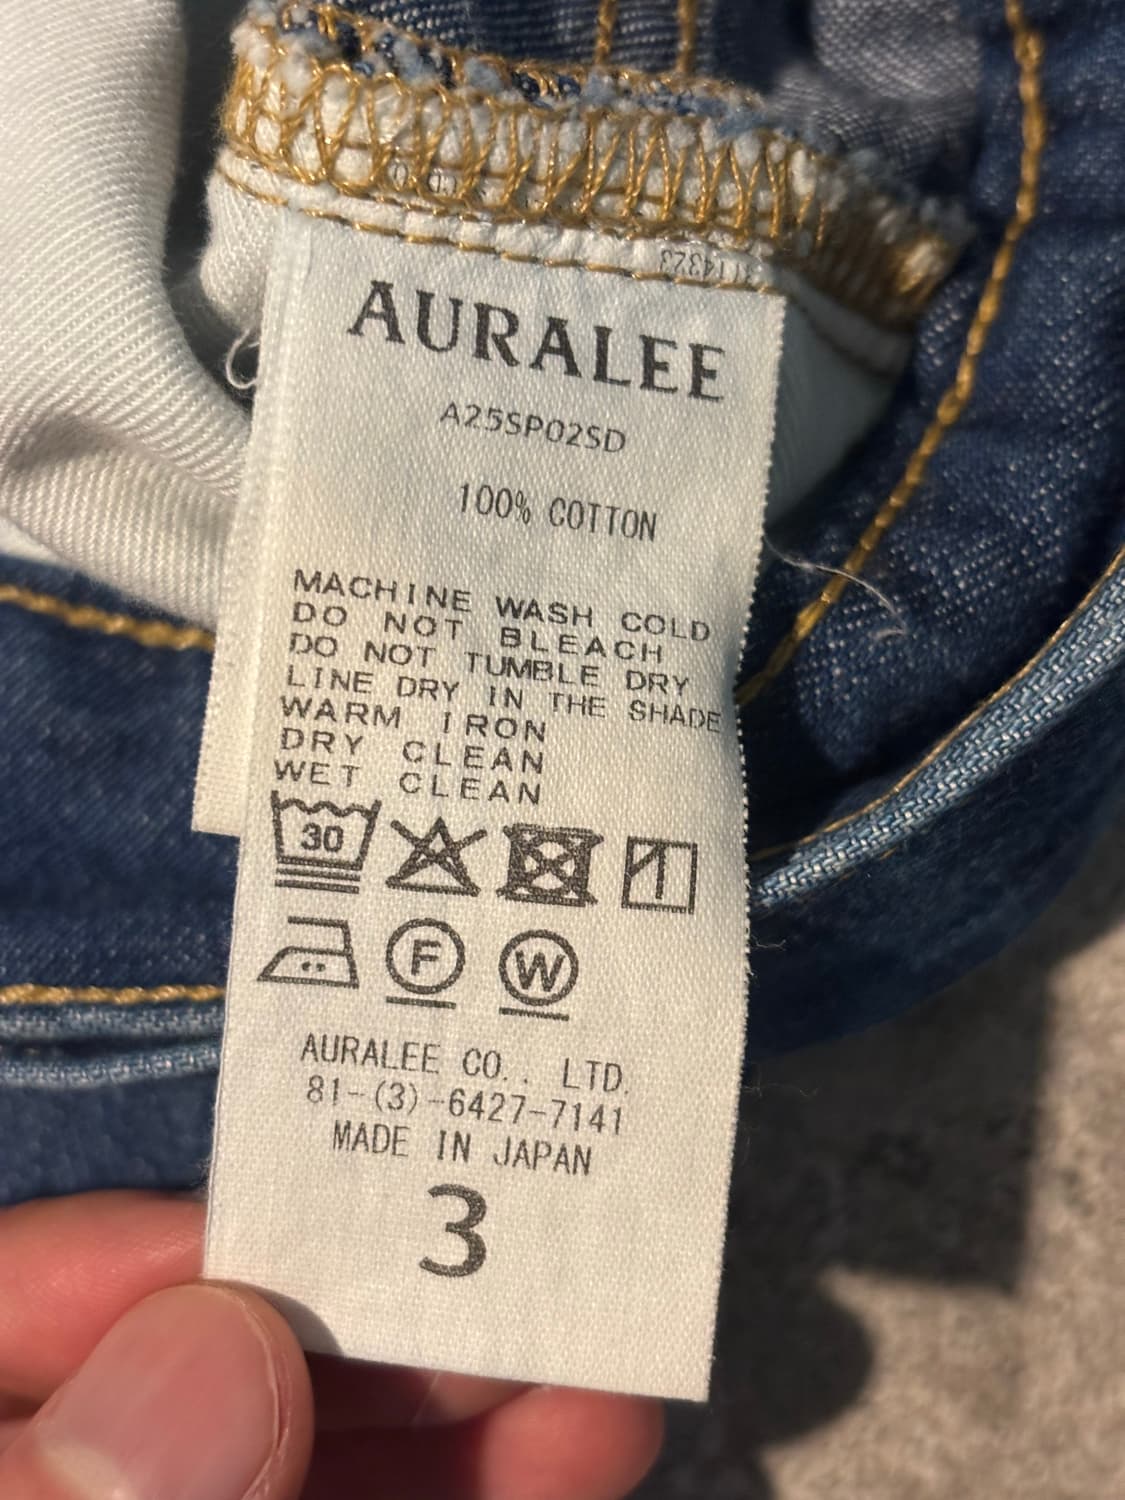 AURALEE
A25SP02SD
100% COTTON
MACHINE WASH COLD
DO NOT BLEACH
DO NOT TUMBLE DRY
LINE DRY IN THE SHADE
WARM IRON
DRY CLEAN
WET CLEAN
30
F W
AURALEE CO., LTD.
81-(3)-6427-7141
MADE IN JAPAN
3